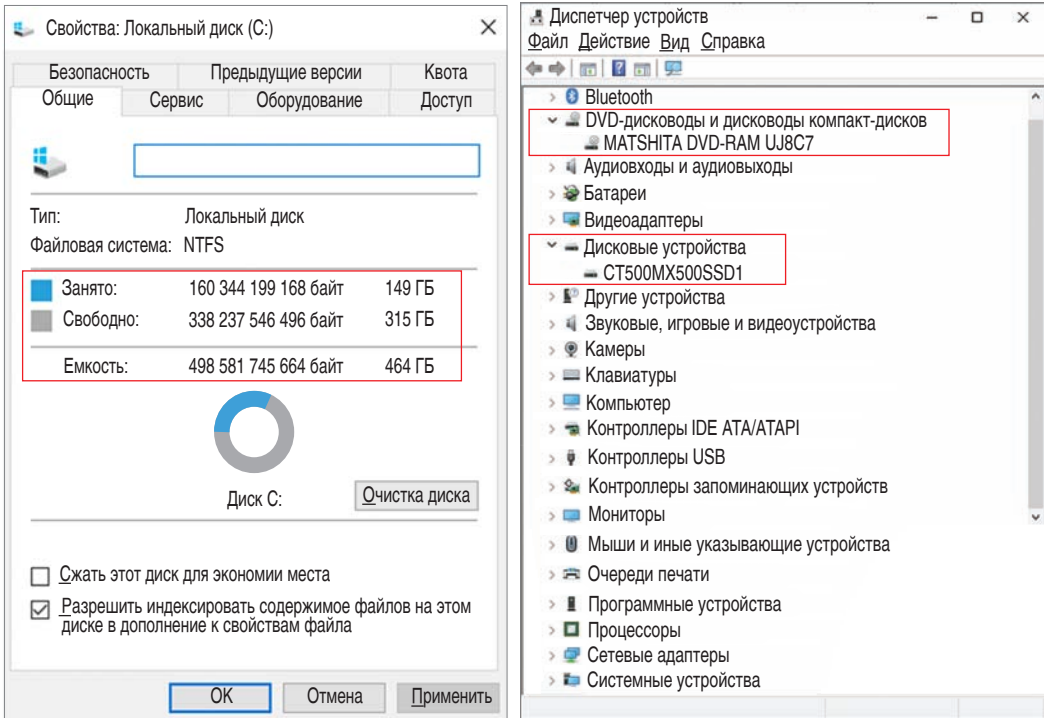 Свойства: Локальный диск (C:)
Безопасность Предыдущие версии Квота
Общие Сервис Оборудование Доступ
Тип: Локальный диск
Файловая система: NTFS
Занято: 160 344 199 168 байт 149 ГБ
Свободно: 338 237 546 496 байт 315 ГБ
Емкость: 498 581 745 664 байт 464 ГБ
Диск C: Очистка диска
Сжать этот диск для экономии места
Разрешить индексировать содержимое файлов на этом
диске в дополнение к свойствам файла
OK Отмена Применить
Диспетчер устройств
Файл Действие Вид Справка
Bluetooth
DVD-дисководы и дисководы компакт-дисков
MATSHITA DVD-RAM UJ8C7
Аудиовходы и аудиовыходы
Батареи
Видеоадаптеры
Дисковые устройства
CT500MX500SSD1
Другие устройства
Звуковые, игровые и видеоустройства
Камеры
Клавиатуры
Компьютер
Контроллеры IDE ATA/ATAPI
Контроллеры USB
Контроллеры запоминающих устройств
Мониторы
Мыши и иные указывающие устройства
Очереди печати
Программные устройства
Процессоры
Сетевые адаптеры
Системные устройства